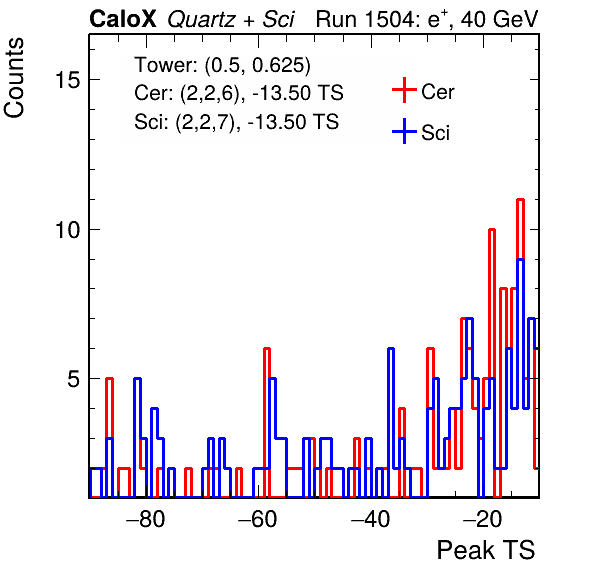 CaloX Quartz + Sci Run 1504: e⁺, 40 GeV
Counts
Tower: (0.5, 0.625)
Cer: (2,2,6), -13.50 TS
Sci: (2,2,7), -13.50 TS
Cer
Sci
15
10
5
−80 −60 −40 −20
Peak TS